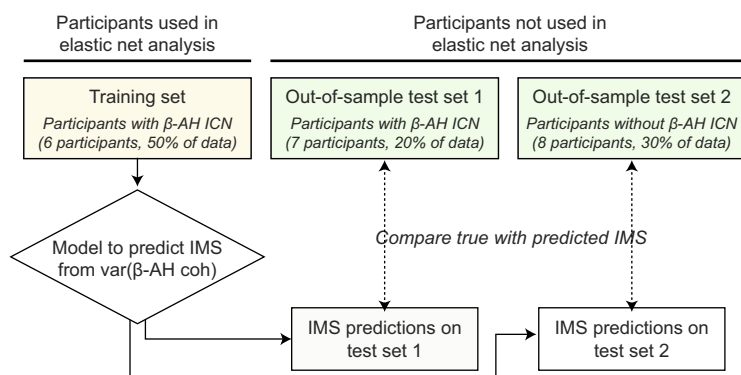 Participants used in
elastic net analysis
Participants not used in
elastic net analysis
Training set
Participants with β-AH ICN
(6 participants, 50% of data)
Out-of-sample test set 1
Participants with β-AH ICN
(7 participants, 20% of data)
Out-of-sample test set 2
Participants without β-AH ICN
(8 participants, 30% of data)
Model to predict IMS
from var(β-AH coh)
Compare true with predicted IMS
IMS predictions on
test set 1
IMS predictions on
test set 2